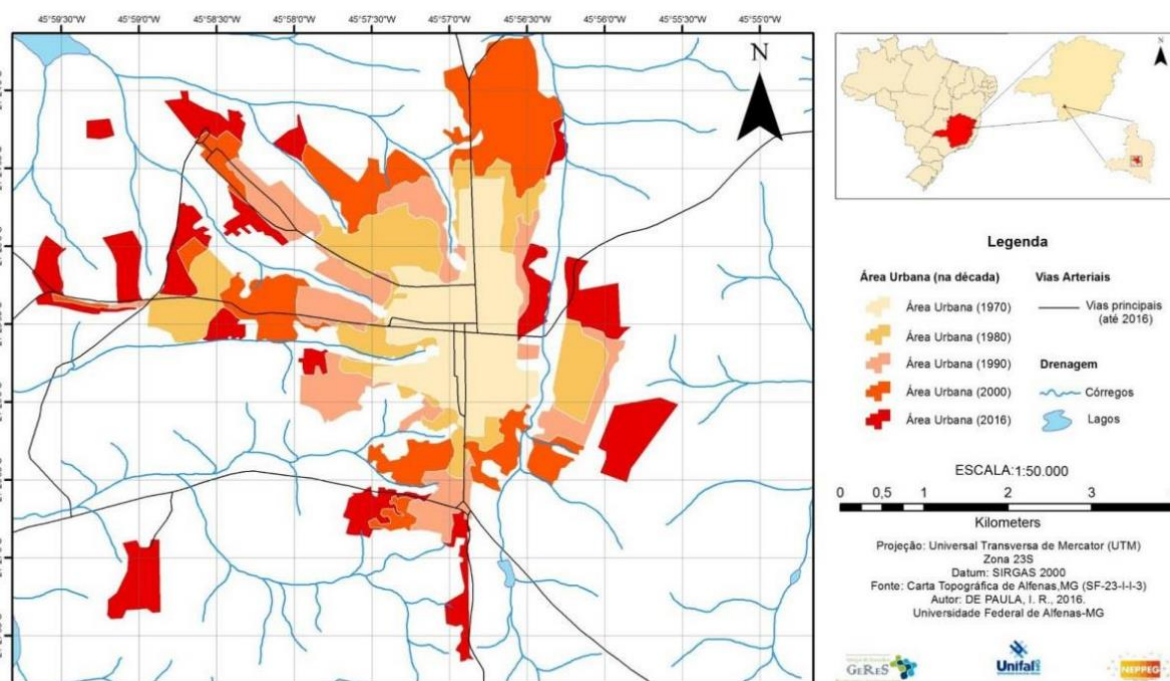 45°59'30"W 45°59'0"W 45°58'30"W 45°58'0"W 45°57'30"W 45°57'0"W 45°56'30"W 45°56'0"W 45°55'30"W 45°55'0"W
N
N
Legenda
Área Urbana (na década)
Área Urbana (1970)
Área Urbana (1980)
Área Urbana (1990)
Área Urbana (2000)
Área Urbana (2016)
Vias Arteriais
Vias principais
(até 2016)
Drenagem
Córregos
Lagos
ESCALA:1:50.000
0 0,5 1 2 3
Kilometers
Projeção: Universal Transversa de Mercator (UTM)
Zona 23S
Datum: SIRGAS 2000
Fonte: Carta Topográfica de Alfenas,MG (SF-23-I-I-3)
Autor: DE PAULA, I. R., 2016.
Universidade Federal de Alfenas-MG
GERES
Unifal
NEPPEG